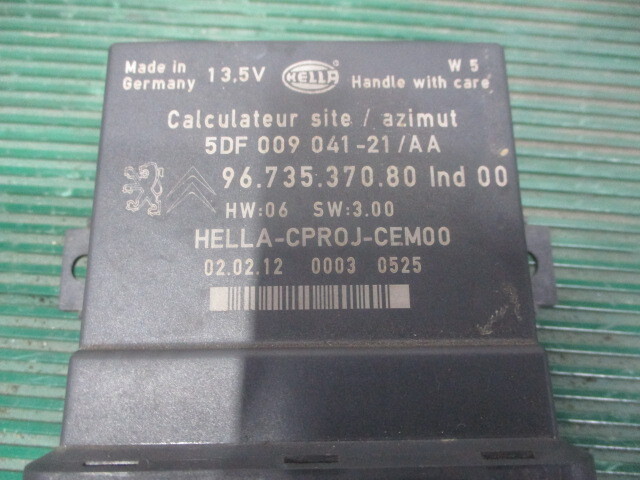 Made in Germany 13,5V HELLA W 5
Handle with care
Calculateur site / azimut
5DF 009 041-21/AA
96.735.370.80 Ind 00
HW:06 SW:3.00
HELLA-CPROJ-CEM00
02.02.12 0003 0525